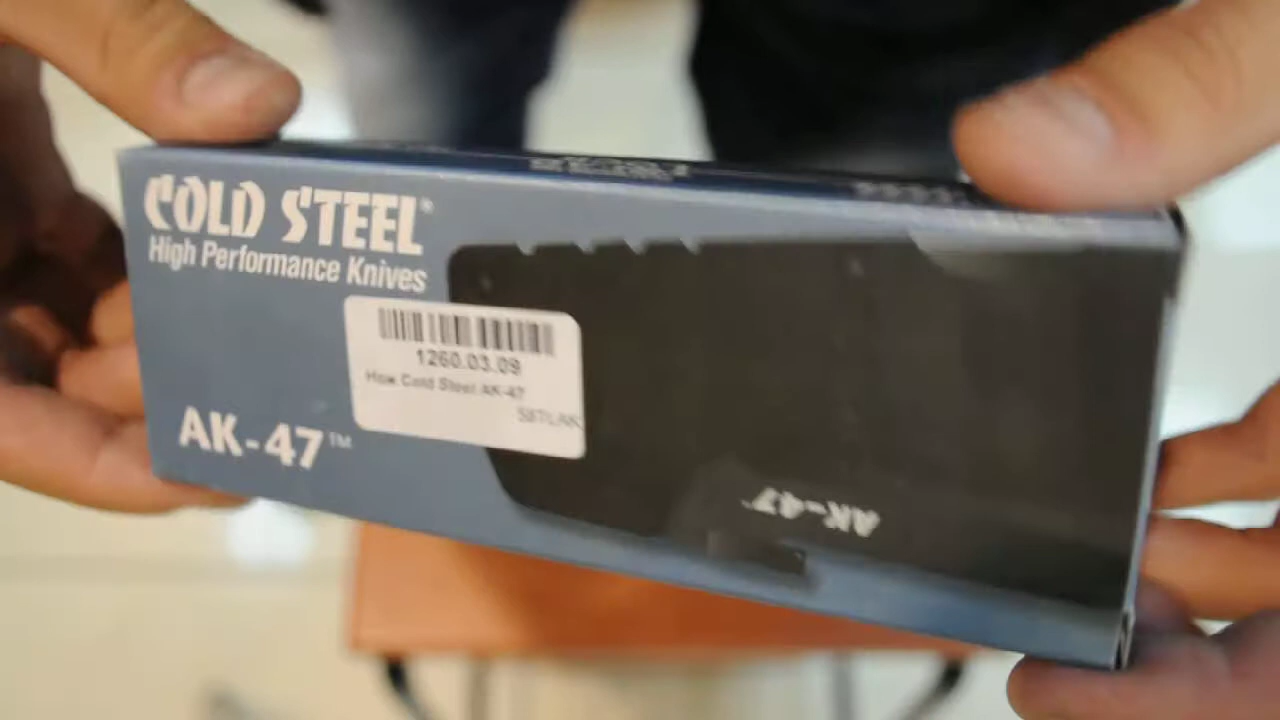 COLD STEEL®
High Performance Knives
1260.03.09
Нож Cold Steel AK-47
AK-47™
AK-47